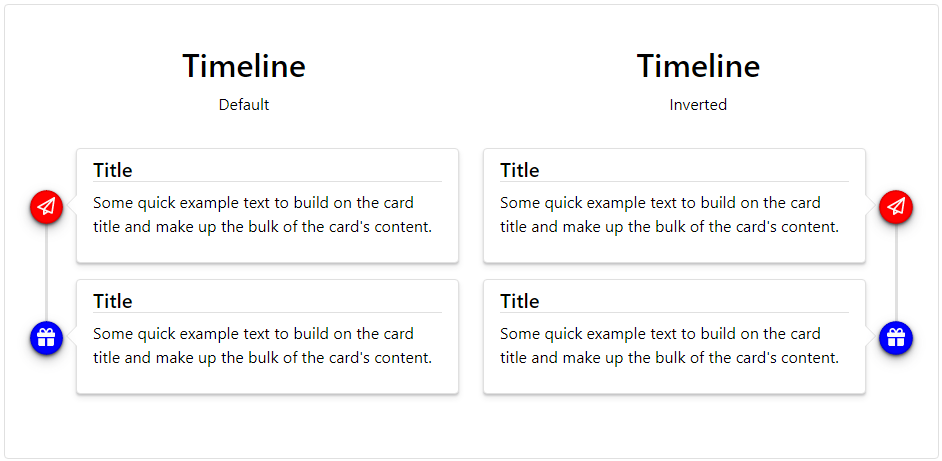 Timeline
Default
Title
Some quick example text to build on the card
title and make up the bulk of the card's content.
Title
Some quick example text to build on the card
title and make up the bulk of the card's content.
Timeline
Inverted
Title
Some quick example text to build on the card
title and make up the bulk of the card's content.
Title
Some quick example text to build on the card
title and make up the bulk of the card's content.